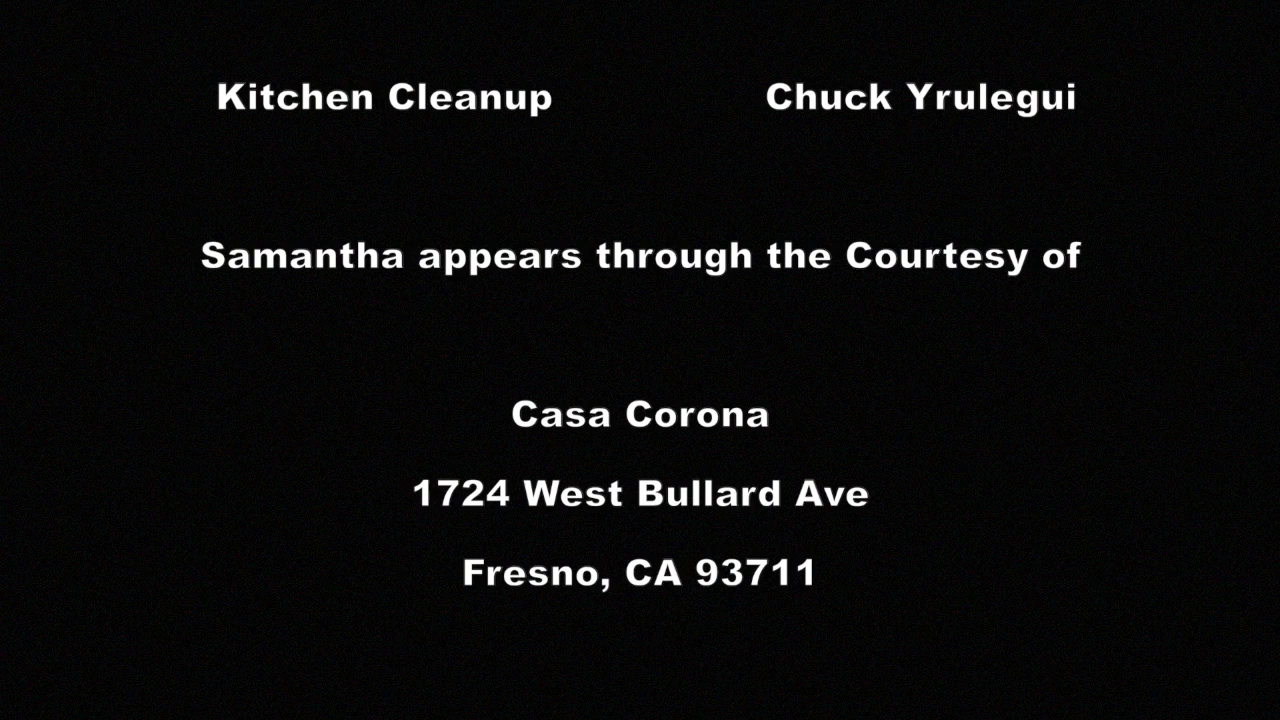 Kitchen Cleanup Chuck Yrulegui
Samantha appears through the Courtesy of
Casa Corona
1724 West Bullard Ave
Fresno, CA 93711